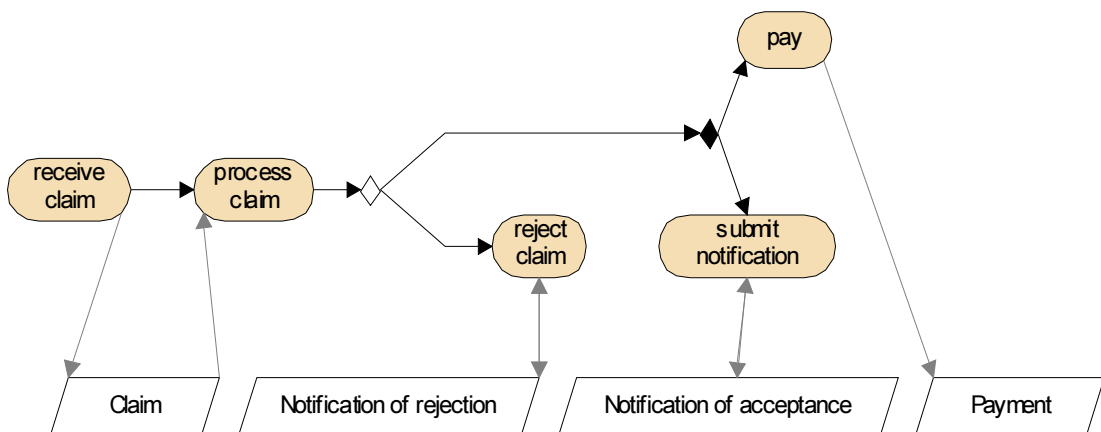 pay
receive
claim
process
claim
reject
claim
submit
notification
Claim
Notification of rejection
Notification of acceptance
Payment